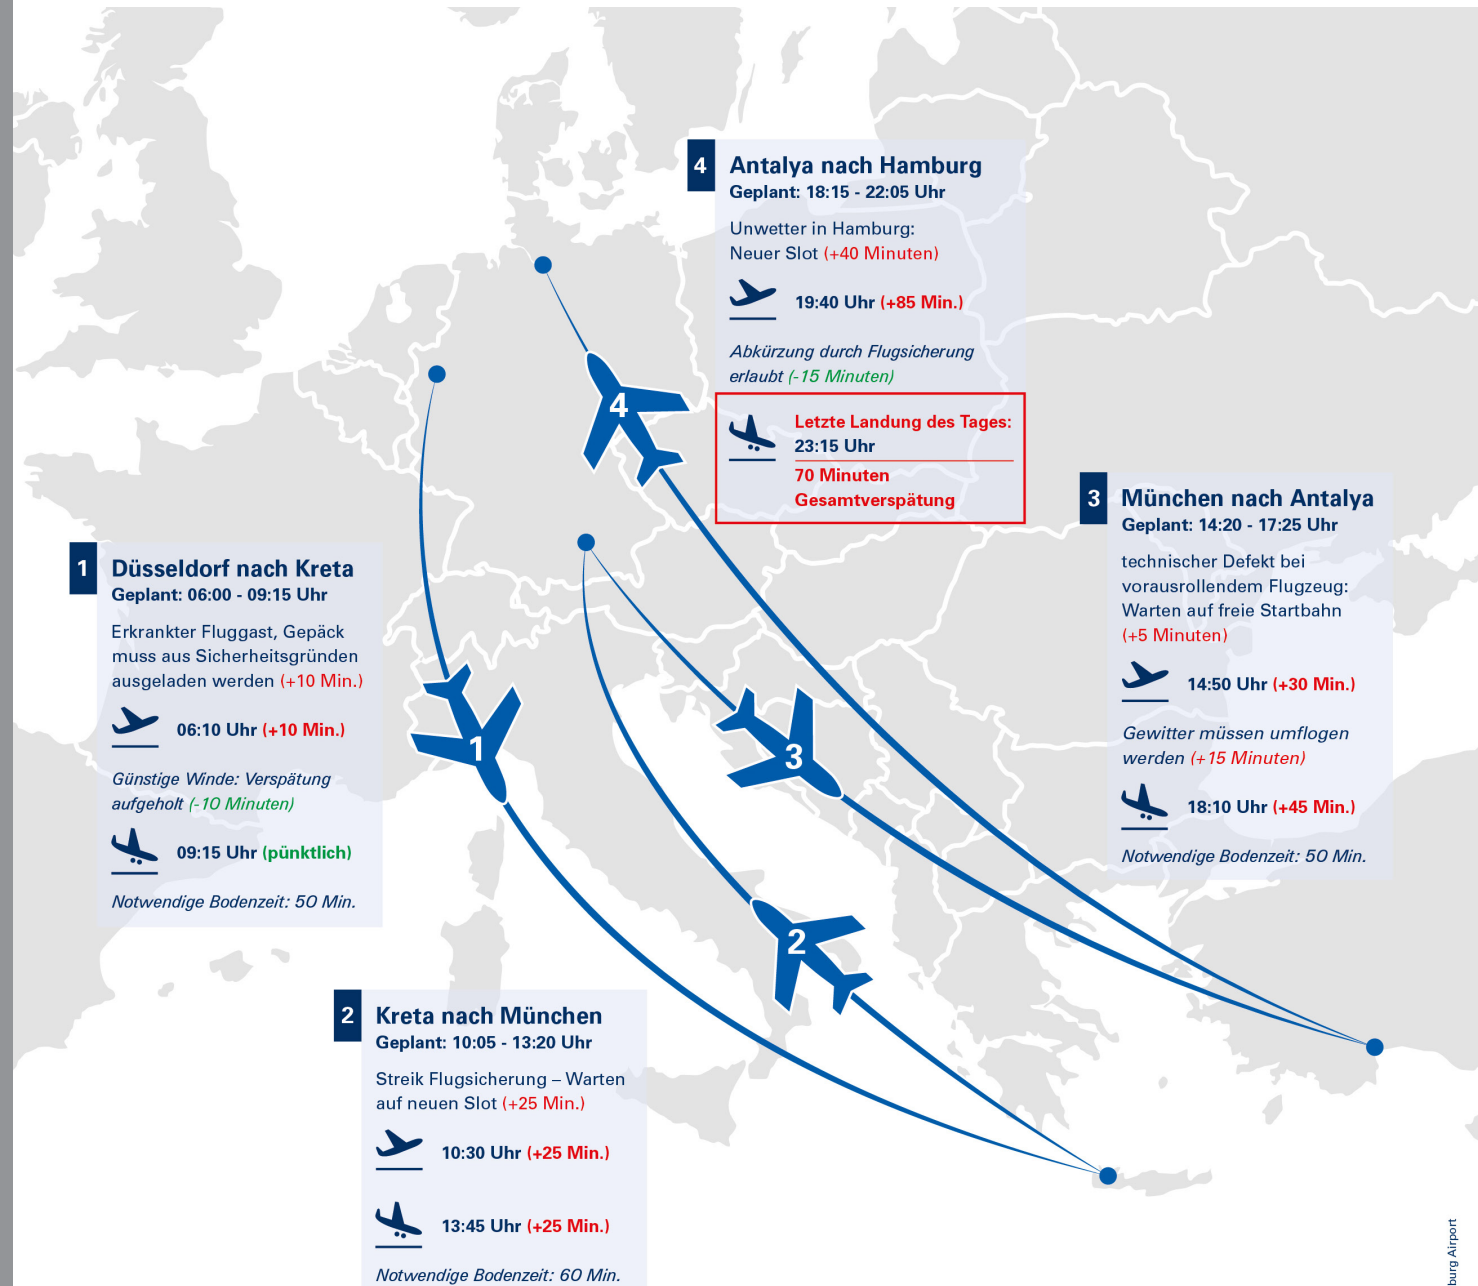 4
Antalya nach Hamburg
Geplant: 18:15 - 22:05 Uhr
Unwetter in Hamburg:
Neuer Slot (+40 Minuten)
19:40 Uhr (+85 Min.)
Abkürzung durch Flugsicherung
erlaubt (-15 Minuten)
Letzte Landung des Tages:
23:15 Uhr
70 Minuten
Gesamtverspätung
4
3
München nach Antalya
Geplant: 14:20 - 17:25 Uhr
technischer Defekt bei
vorausrollendem Flugzeug:
Warten auf freie Startbahn
(+5 Minuten)
14:50 Uhr (+30 Min.)
Gewitter müssen umflogen
werden (+15 Minuten)
18:10 Uhr (+45 Min.)
Notwendige Bodenzeit: 50 Min.
1
Düsseldorf nach Kreta
Geplant: 06:00 - 09:15 Uhr
Erkrankter Fluggast, Gepäck
muss aus Sicherheitsgründen
ausgeladen werden (+10 Min.)
06:10 Uhr (+10 Min.)
Günstige Winde: Verspätung
aufgeholt (-10 Minuten)
09:15 Uhr (pünktlich)
Notwendige Bodenzeit: 50 Min.
1
3
2
2
Kreta nach München
Geplant: 10:05 - 13:20 Uhr
Streik Flugsicherung – Warten
auf neuen Slot (+25 Min.)
10:30 Uhr (+25 Min.)
13:45 Uhr (+25 Min.)
Notwendige Bodenzeit: 60 Min.
burg Airport